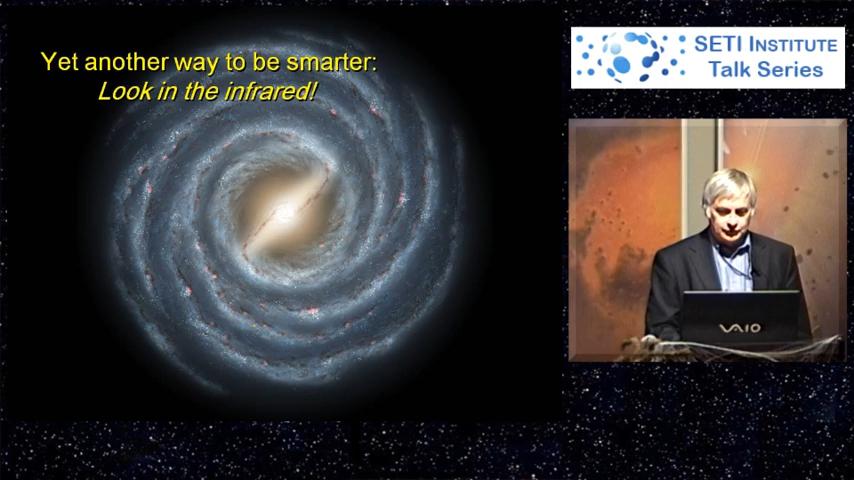 Yet another way to be smarter:
Look in the infrared!
SETI INSTITUTE
Talk Series
VAIO